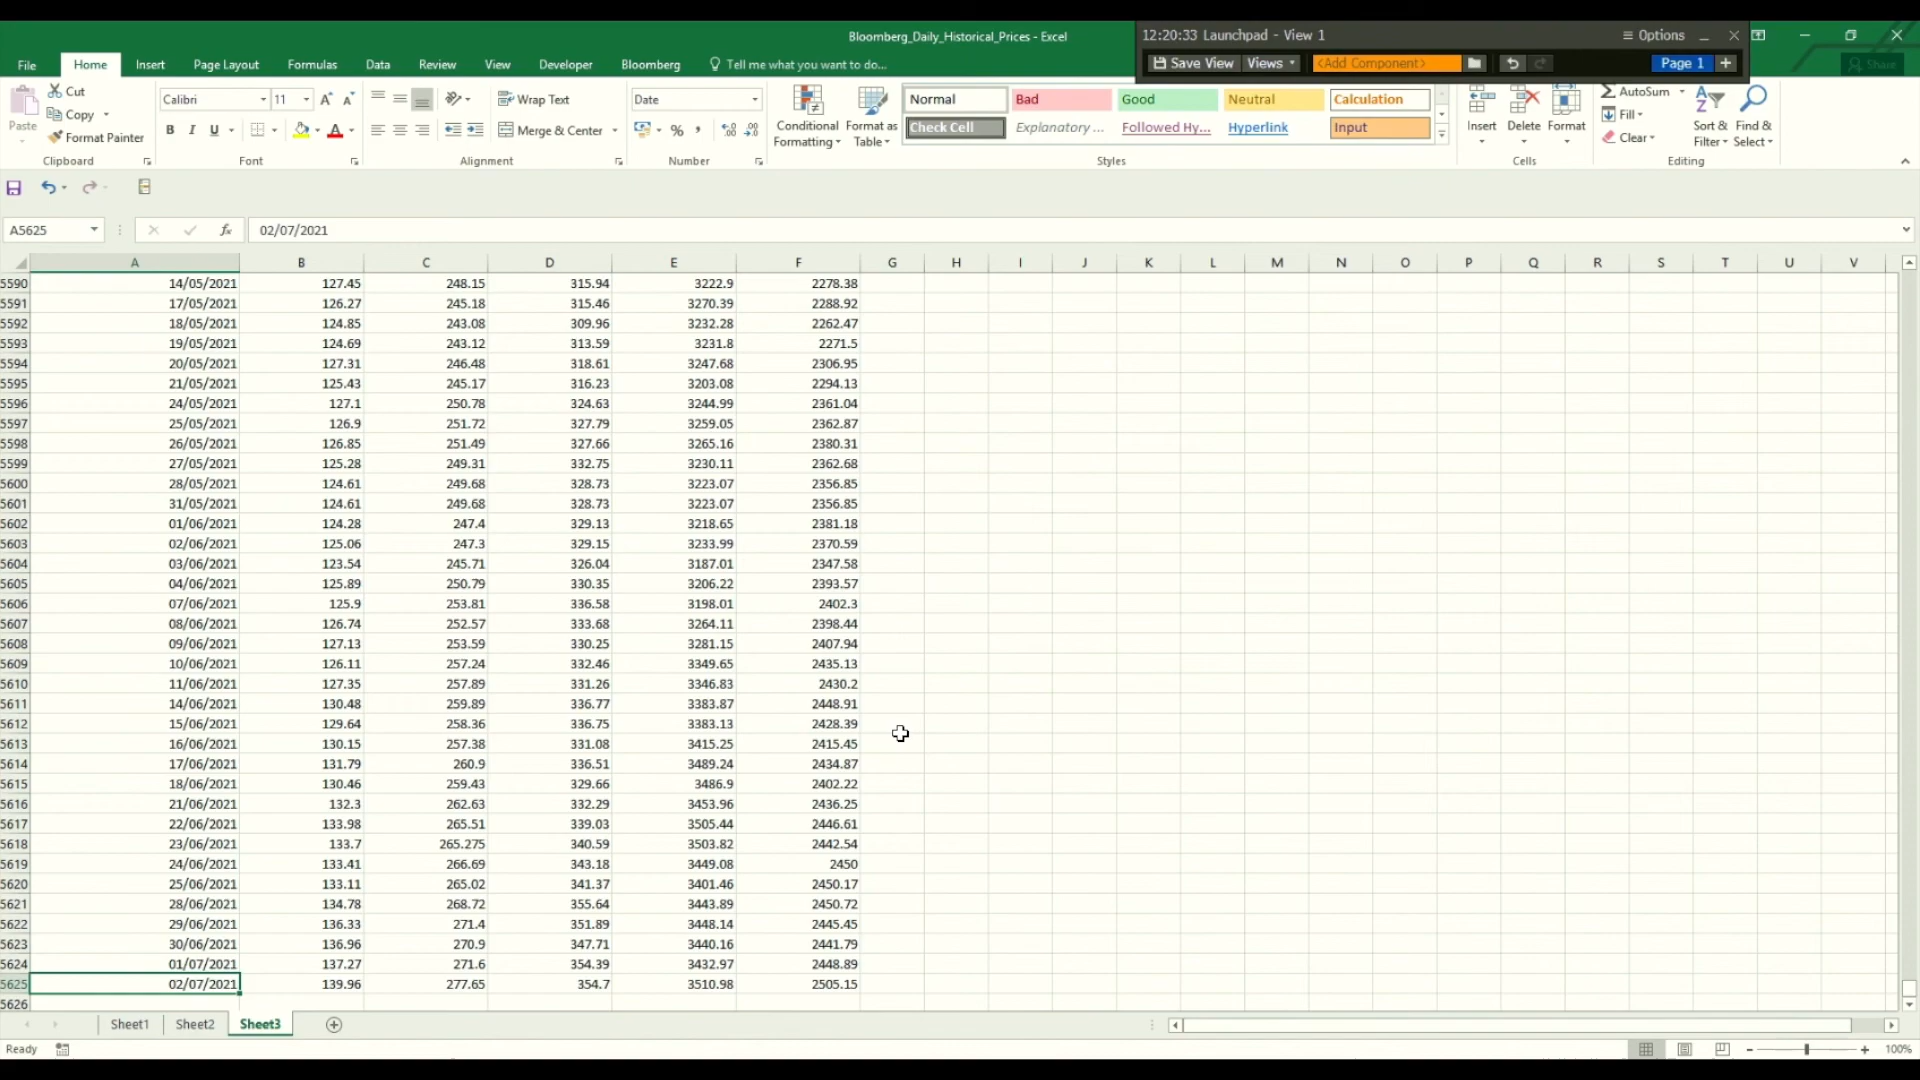 Bloomberg_Daily_Historical_Prices - Excel
12:20:33 Launchpad - View 1
Options
File Home Insert Page Layout Formulas Data Review View Developer Bloomberg Tell me what you want to do...
Save View Views <Add Component> Page 1
Share
Paste
Cut
Copy
Format Painter
Clipboard
Calibri 11
B I U
Font
Wrap Text
Merge & Center
Alignment
Date
Number
Conditional Formatting
Format as Table
Normal Bad Good Neutral Calculation
Check Cell Explanatory ... Followed Hy... Hyperlink Input
Styles
Insert Delete Format
Cells
AutoSum
Fill
Clear
Sort & Filter
Find & Select
Editing
A5625 fx 02/07/2021
A B C D E F G H I J K L M N O P Q R S T U V
5590 14/05/2021 127.45 248.15 315.94 3222.9 2278.38
5591 17/05/2021 126.27 245.18 315.46 3270.39 2288.92
5592 18/05/2021 124.85 243.08 309.96 3232.28 2262.47
5593 19/05/2021 124.69 243.12 313.59 3231.8 2271.5
5594 20/05/2021 127.31 246.48 318.61 3247.68 2306.95
5595 21/05/2021 125.43 245.17 316.23 3203.08 2294.13
5596 24/05/2021 127.1 250.78 324.63 3244.99 2361.04
5597 25/05/2021 126.9 251.72 327.79 3259.05 2362.87
5598 26/05/2021 126.85 251.49 327.66 3265.16 2380.31
5599 27/05/2021 125.28 249.31 332.75 3230.11 2362.68
5600 28/05/2021 124.61 249.68 328.73 3223.07 2356.85
5601 31/05/2021 124.61 249.68 328.73 3223.07 2356.85
5602 01/06/2021 124.28 247.4 329.13 3218.65 2381.18
5603 02/06/2021 125.06 247.3 329.15 3233.99 2370.59
5604 03/06/2021 123.54 245.71 326.04 3187.01 2347.58
5605 04/06/2021 125.89 250.79 330.35 3206.22 2393.57
5606 07/06/2021 125.9 253.81 336.58 3198.01 2402.3
5607 08/06/2021 126.74 252.57 333.68 3264.11 2398.44
5608 09/06/2021 127.13 253.59 330.25 3281.15 2407.94
5609 10/06/2021 126.11 257.24 332.46 3349.65 2435.13
5610 11/06/2021 127.35 257.89 331.26 3346.83 2430.2
5611 14/06/2021 130.48 259.89 336.77 3383.87 2448.91
5612 15/06/2021 129.64 258.36 336.75 3383.13 2428.39
5613 16/06/2021 130.15 257.38 331.08 3415.25 2415.45
5614 17/06/2021 131.79 260.9 336.51 3489.24 2434.87
5615 18/06/2021 130.46 259.43 329.66 3486.9 2402.22
5616 21/06/2021 132.3 262.63 332.29 3453.96 2436.25
5617 22/06/2021 133.98 265.51 339.03 3505.44 2446.61
5618 23/06/2021 133.7 265.275 340.59 3503.82 2442.54
5619 24/06/2021 133.41 266.69 343.18 3449.08 2450
5620 25/06/2021 133.11 265.02 341.37 3401.46 2450.17
5621 28/06/2021 134.78 268.72 355.64 3443.89 2450.72
5622 29/06/2021 136.33 271.4 351.89 3448.14 2445.45
5623 30/06/2021 136.96 270.9 347.71 3440.16 2441.79
5624 01/07/2021 137.27 271.6 354.39 3432.97 2448.89
5625 02/07/2021 139.96 277.65 354.7 3510.98 2505.15
5626
Sheet1 Sheet2 Sheet3
Ready 100%